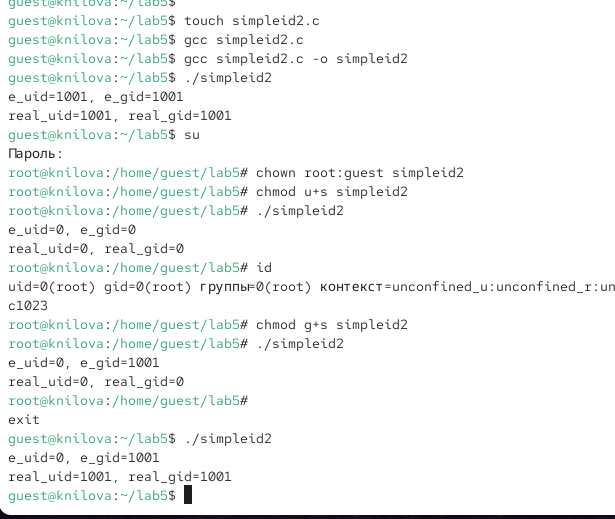 guest@knilova:~/lab5$
guest@knilova:~/lab5$ touch simpleid2.c
guest@knilova:~/lab5$ gcc simpleid2.c
guest@knilova:~/lab5$ gcc simpleid2.c -o simpleid2
guest@knilova:~/lab5$ ./simpleid2
e_uid=1001, e_gid=1001
real_uid=1001, real_gid=1001
guest@knilova:~/lab5$ su
Пароль:
root@knilova:/home/guest/lab5# chown root:guest simpleid2
root@knilova:/home/guest/lab5# chmod u+s simpleid2
root@knilova:/home/guest/lab5# ./simpleid2
e_uid=0, e_gid=0
real_uid=0, real_gid=0
root@knilova:/home/guest/lab5# id
uid=0(root) gid=0(root) группы=0(root) контекст=unconfined_u:unconfined_r:un
c1023
root@knilova:/home/guest/lab5# chmod g+s simpleid2
root@knilova:/home/guest/lab5# ./simpleid2
e_uid=0, e_gid=1001
real_uid=0, real_gid=0
root@knilova:/home/guest/lab5#
exit
guest@knilova:~/lab5$ ./simpleid2
e_uid=0, e_gid=1001
real_uid=1001, real_gid=1001
guest@knilova:~/lab5$